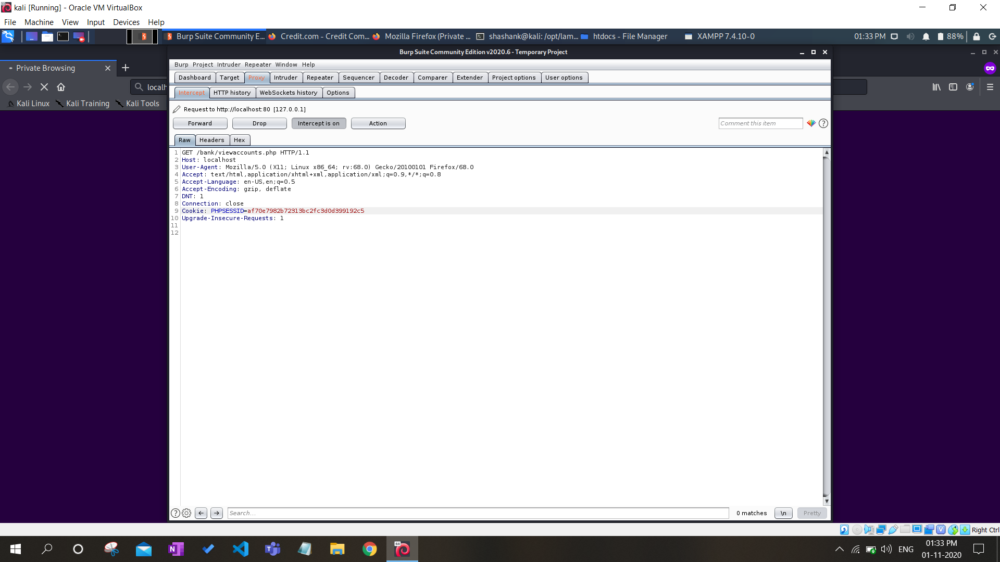 kali [Running] - Oracle VM VirtualBox
File Machine View Input Devices Help
Burp Suite Community E... Credit.com - Credit Com... Mozilla Firefox (Private ... shashank@kali: /opt/lam... htdocs - File Manager XAMPP 7.4.10-0 01:33 PM 88%
Burp Suite Community Edition v2020.6 - Temporary Project
Private Browsing
Burp Project Intruder Repeater Window Help
Dashboard Target Proxy Intruder Repeater Sequencer Decoder Comparer Extender Project options User options
localh
Intercept HTTP history WebSockets history Options
Kali Linux Kali Training Kali Tools
Request to http://localhost:80 [127.0.0.1]
Forward Drop Intercept is on Action Comment this item ?
Raw Headers Hex
1 GET /bank/viewaccounts.php HTTP/1.1
2 Host: localhost
3 User-Agent: Mozilla/5.0 (X11; Linux x86_64; rv:68.0) Gecko/20100101 Firefox/68.0
4 Accept: text/html,application/xhtml+xml,application/xml;q=0.9,*/*;q=0.8
5 Accept-Language: en-US,en;q=0.5
6 Accept-Encoding: gzip, deflate
7 DNT: 1
8 Connection: close
9 Cookie: PHPSESSID=af70e7982b72313bc2fc3d0d399192c5
10 Upgrade-Insecure-Requests: 1
11
12
? Search... 0 matches \n Pretty
Right Ctrl
64
ENG 01:33 PM
01-11-2020